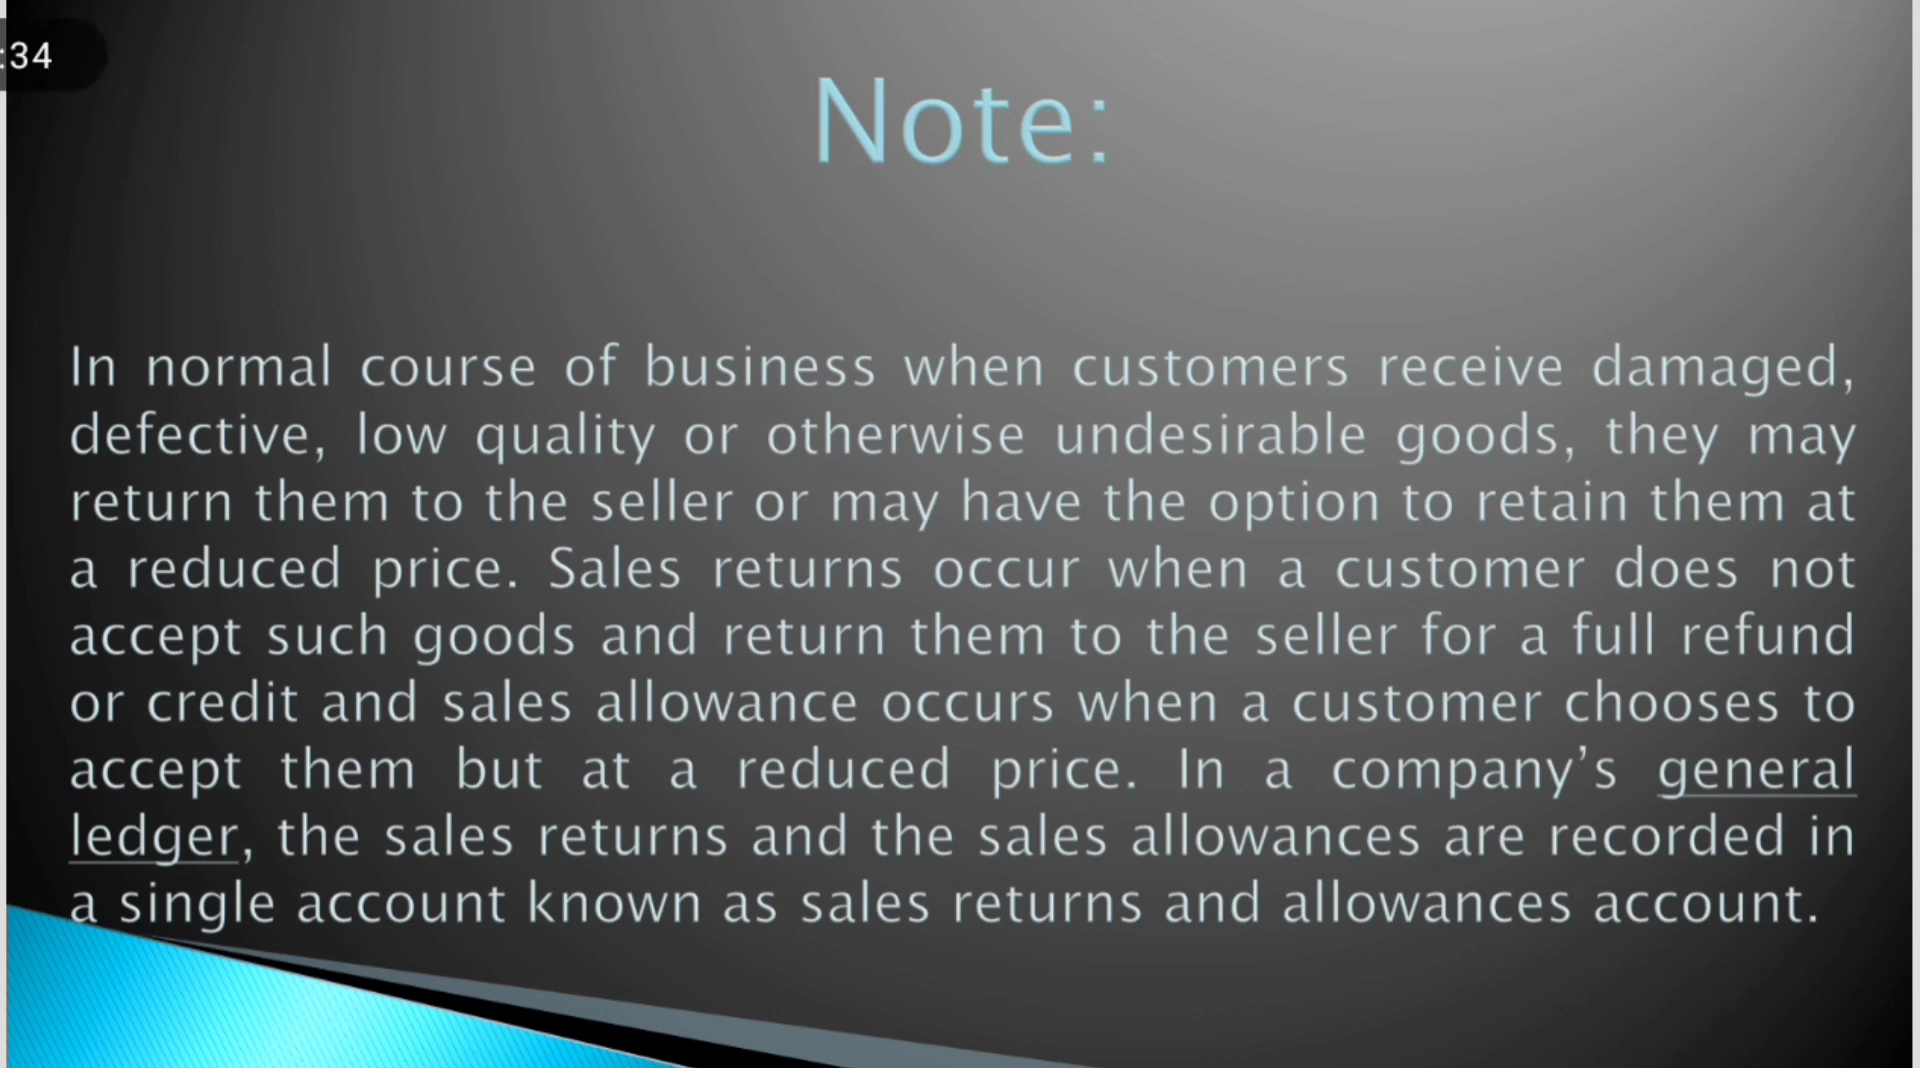 :34
Note:
In normal course of business when customers receive damaged,
defective, low quality or otherwise undesirable goods, they may
return them to the seller or may have the option to retain them at
a reduced price. Sales returns occur when a customer does not
accept such goods and return them to the seller for a full refund
or credit and sales allowance occurs when a customer chooses to
accept them but at a reduced price. In a company’s general
ledger, the sales returns and the sales allowances are recorded in
a single account known as sales returns and allowances account.